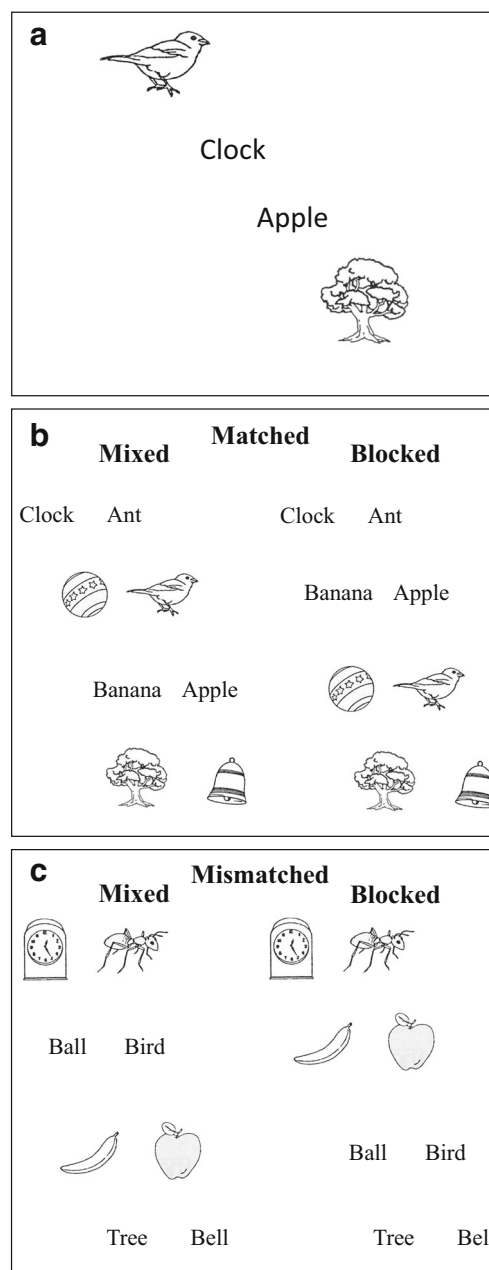 a
Clock
Apple
b
Matched
Mixed Blocked
Clock Ant Clock Ant
Banana Apple
Banana Apple
c
Mismatched
Mixed Blocked
Ball Bird
Ball Bird
Tree Bell Tree Bel